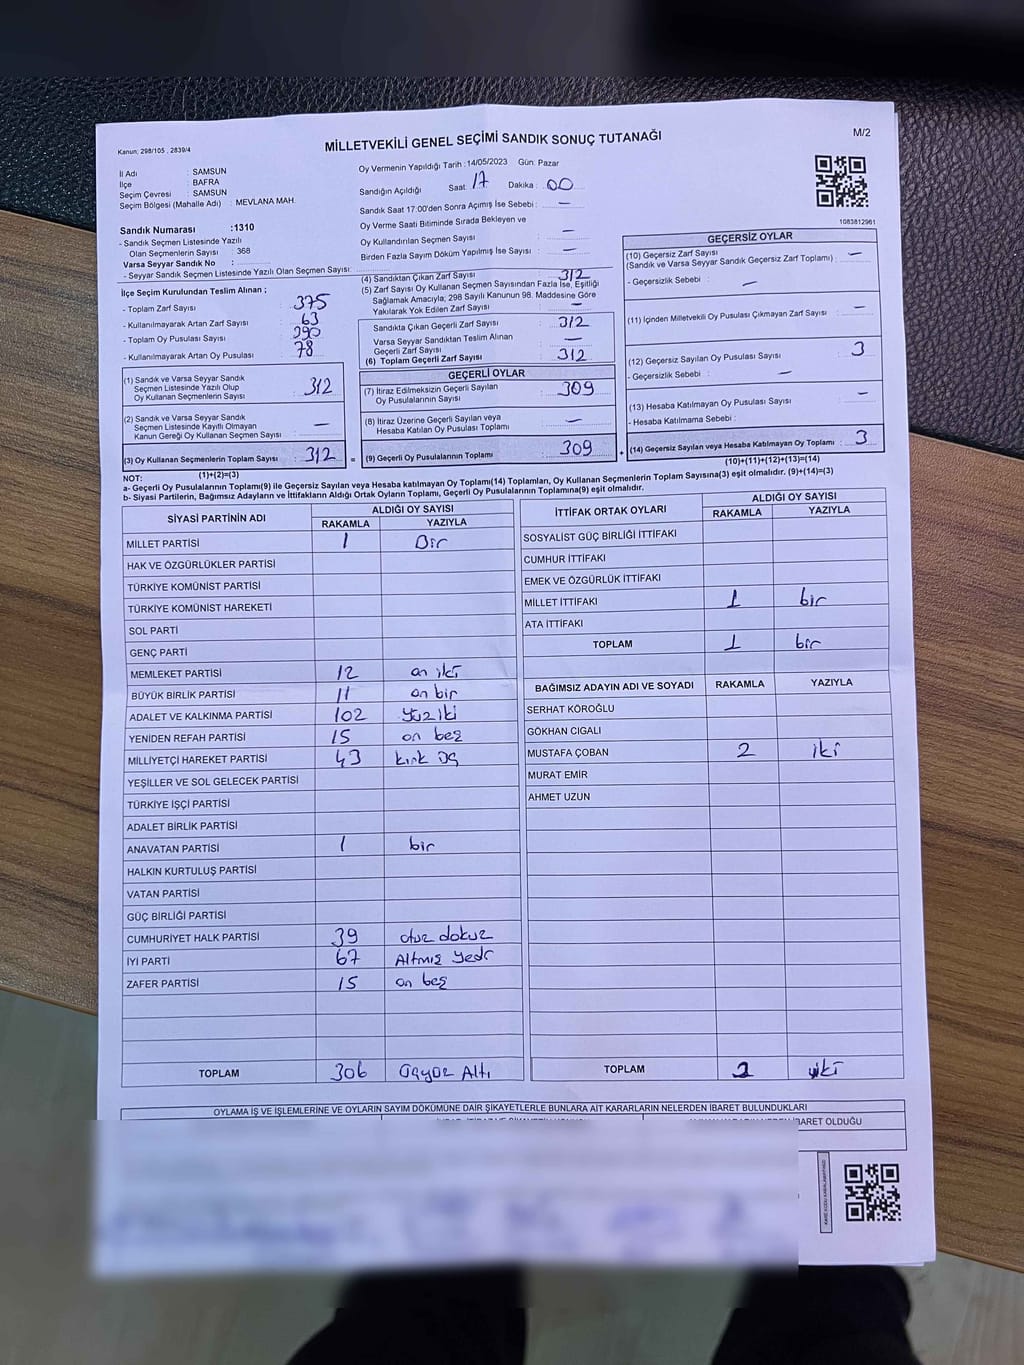 Kanun: 298/105 , 2839/4
MİLLETVEKİLİ GENEL SEÇİMİ SANDIK SONUÇ TUTANAĞI
M/2
İl Adı : SAMSUN
İlçe : BAFRA
Seçim Çevresi : SAMSUN
Seçim Bölgesi (Mahalle Adı) : MEVLANA MAH.
Sandık Numarası :1310
- Sandık Seçmen Listesinde Yazılı
Olan Seçmenlerin Sayısı : 368
Varsa Seyyar Sandık No :
- Seyyar Sandık Seçmen Listesinde Yazılı Olan Seçmen Sayısı:
Oy Vermenin Yapıldığı Tarih :14/05/2023 Gün: Pazar
Sandığın Açıldığı Saat: 17 Dakika : 00
Sandık Saat 17:00'den Sonra Açımış İse Sebebi : —
Oy Verme Saati Bitiminde Sırada Bekleyen ve
Oy Kullandırılan Seçmen Sayısı : —
Birden Fazla Sayım Döküm Yapılmış İse Sayısı : —
1083812961
İlçe Seçim Kurulundan Teslim Alınan ;
- Toplam Zarf Sayısı : 375
- Kullanılmayarak Artan Zarf Sayısı : 63
- Toplam Oy Pusulası Sayısı : 390
- Kullanılmayarak Artan Oy Pusulası : 78
(1) Sandık ve Varsa Seyyar Sandık
Seçmen Listesinde Yazılı Olup
Oy Kullanan Seçmenlerin Sayısı : 312
(2) Sandık ve Varsa Seyyar Sandık
Seçmen Listesinde Kayıtlı Olmayan
Kanun Gereği Oy Kullanan Seçmen Sayısı : —
(3) Oy Kullanan Seçmenlerin Toplam Sayısı : 312 =
(1)+(2)=(3)
(4) Sandıktan Çıkan Zarf Sayısı : 312
(5) Zarf Sayısı Oy Kullanan Seçmen Sayısından Fazla İse, Eşitliği
Sağlamak Amacıyla; 298 Sayılı Kanunun 98. Maddesine Göre
Yakılarak Yok Edilen Zarf Sayısı : —
Sandıkta Çıkan Geçerli Zarf Sayısı : 312
Varsa Seyyar Sandıktan Teslim Alınan
Geçerli Zarf Sayısı : —
(6) Toplam Geçerli Zarf Sayısı : 312
GEÇERLİ OYLAR
(7) İtiraz Edilmeksizin Geçerli Sayılan
Oy Pusulalarının Sayısı : 309
(8) İtiraz Üzerine Geçerli Sayılan veya
Hesaba Katılan Oy Pusulası Toplamı : —
(9) Geçerli Oy Pusulalarının Toplamı : 309 +
GEÇERSİZ OYLAR
(10) Geçersiz Zarf Sayısı
(Sandık ve Varsa Seyyar Sandık Geçersiz Zarf Toplamı) : —
- Geçersizlik Sebebi : —
(11) İçinden Milletvekili Oy Pusulası Çıkmayan Zarf Sayısı : —
(12) Geçersiz Sayılan Oy Pusulası Sayısı : 3
- Geçersizlik Sebebi : —
(13) Hesaba Katılmayan Oy Pusulası Sayısı : —
- Hesaba Katılmama Sebebi :
(14) Geçersiz Sayılan veya Hesaba Katılmayan Oy Toplamı : 3
(10)+(11)+(12)+(13)=(14)
NOT:
a- Geçerli Oy Pusulalarının Toplamı(9) ile Geçersiz Sayılan veya Hesaba katılmayan Oy Toplamı(14) Toplamları, Oy Kullanan Seçmenlerin Toplam Sayısına(3) eşit olmalıdır. (9)+(14)=(3)
b- Siyasi Partilerin, Bağımsız Adayların ve İttifakların Aldığı Ortak Oyların Toplamı, Geçerli Oy Pusulalarının Toplamına(9) eşit olmalıdır.
SİYASİ PARTİNİN ADI ALDIĞI OY SAYISI
RAKAMLA YAZIYLA
MİLLET PARTİSİ 1 Bir
HAK VE ÖZGÜRLÜKLER PARTİSİ
TÜRKİYE KOMÜNİST PARTİSİ
TÜRKİYE KOMÜNİST HAREKETİ
SOL PARTİ
GENÇ PARTİ
MEMLEKET PARTİSİ 12 on iki
BÜYÜK BİRLİK PARTİSİ 11 on bir
ADALET VE KALKINMA PARTİSİ 102 yüz iki
YENİDEN REFAH PARTİSİ 15 on beş
MİLLİYETÇİ HAREKET PARTİSİ 43 kırk üç
YEŞİLLER VE SOL GELECEK PARTİSİ
TÜRKİYE İŞÇİ PARTİSİ
ADALET BİRLİK PARTİSİ
ANAVATAN PARTİSİ 1 bir
HALKIN KURTULUŞ PARTİSİ
VATAN PARTİSİ
GÜÇ BİRLİĞİ PARTİSİ
CUMHURİYET HALK PARTİSİ 39 otuz dokuz
İYİ PARTİ 67 Altmış yedi
ZAFER PARTİSİ 15 on beş
TOPLAM 306 üçyüz Altı
İTTİFAK ORTAK OYLARI ALDIĞI OY SAYISI
RAKAMLA YAZIYLA
SOSYALİST GÜÇ BİRLİĞİ İTTİFAKI
CUMHUR İTTİFAKI
EMEK VE ÖZGÜRLÜK İTTİFAKI
MİLLET İTTİFAKI 1 bir
ATA İTTİFAKI
TOPLAM 1 bir
BAĞIMSIZ ADAYIN ADI VE SOYADI RAKAMLA YAZIYLA
SERHAT KÖROĞLU
GÖKHAN CIGALI
MUSTAFA ÇOBAN 2 iki
MURAT EMİR
AHMET UZUN
TOPLAM 2 iki
OYLAMA İŞ VE İŞLEMLERİNE VE OYLARIN SAYIM DÖKÜMÜNE DAİR ŞİKAYETLERLE BUNLARA AİT KARARLARIN NELERDEN İBARET BULUNDUKLARI
İBARET OLDUĞU